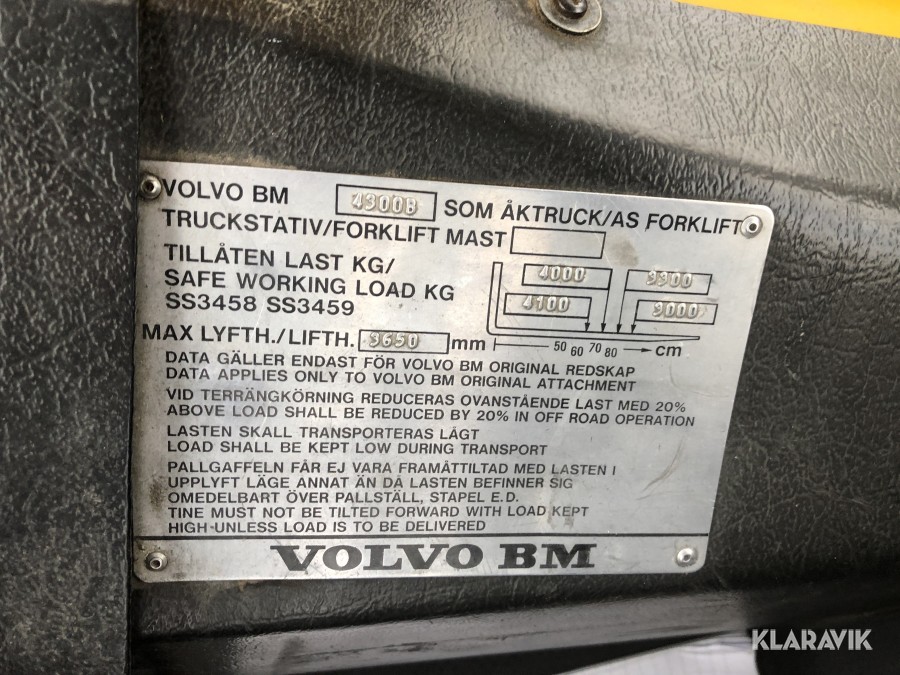 VOLVO BM 4300B SOM ÅKTRUCK/AS FORKLIFT
TRUCKSTATIV/FORKLIFT MAST
TILLÅTEN LAST KG/
SAFE WORKING LOAD KG
SS3458 SS3459
4000 3300
4100 3000
MAX LYFTH./LIFTH. 3650 mm
50 60 70 80 cm
DATA GÄLLER ENDAST FÖR VOLVO BM ORIGINAL REDSKAP
DATA APPLIES ONLY TO VOLVO BM ORIGINAL ATTACHMENT
VID TERRÄNGKÖRNING REDUCERAS OVANSTÅENDE LAST MED 20%
ABOVE LOAD SHALL BE REDUCED BY 20% IN OFF ROAD OPERATION
LASTEN SKALL TRANSPORTERAS LÅGT
LOAD SHALL BE KEPT LOW DURING TRANSPORT
PALLGAFFELN FÅR EJ VARA FRAMÅTTILTAD MED LASTEN I
UPPLYFT LÄGE ANNAT ÄN DÅ LASTEN BEFINNER SIG
OMEDELBART ÖVER PALLSTÄLL, STAPEL E.D.
TINE MUST NOT BE TILTED FORWARD WITH LOAD KEPT
HIGH UNLESS LOAD IS TO BE DELIVERED
VOLVO BM
KLARAVIK